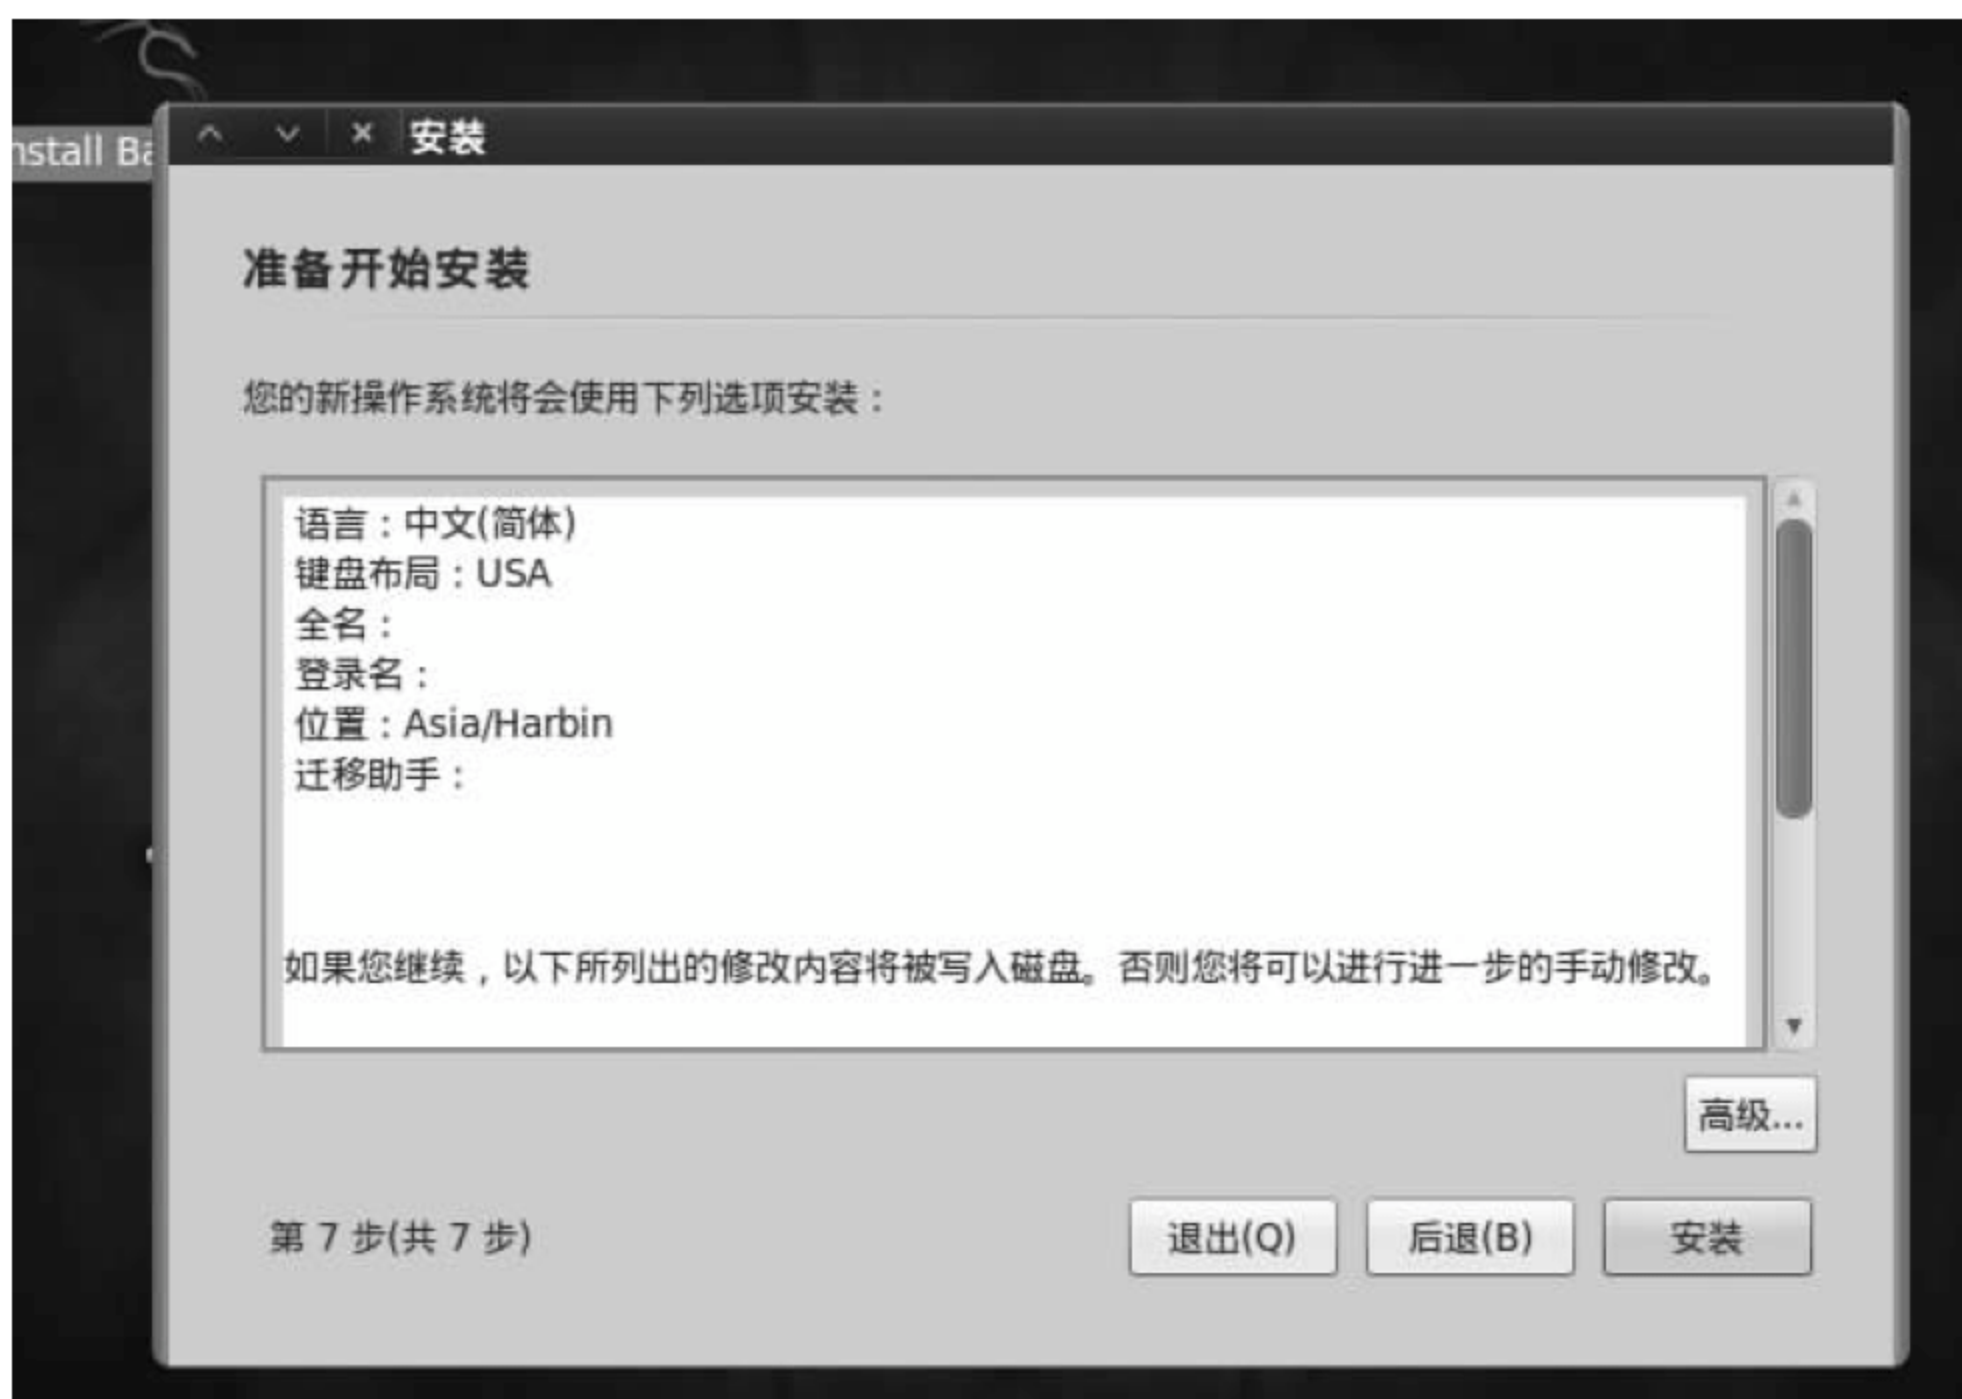 安装
准备开始安装
您的新操作系统将会使用下列选项安装：
语言：中文(简体)
键盘布局：USA
全名：
登录名：
位置：Asia/Harbin
迁移助手：
如果您继续，以下所列出的修改内容将被写入磁盘。否则您将可以进行进一步的手动修改。
高级...
第 7 步(共 7 步)
退出(Q)
后退(B)
安装